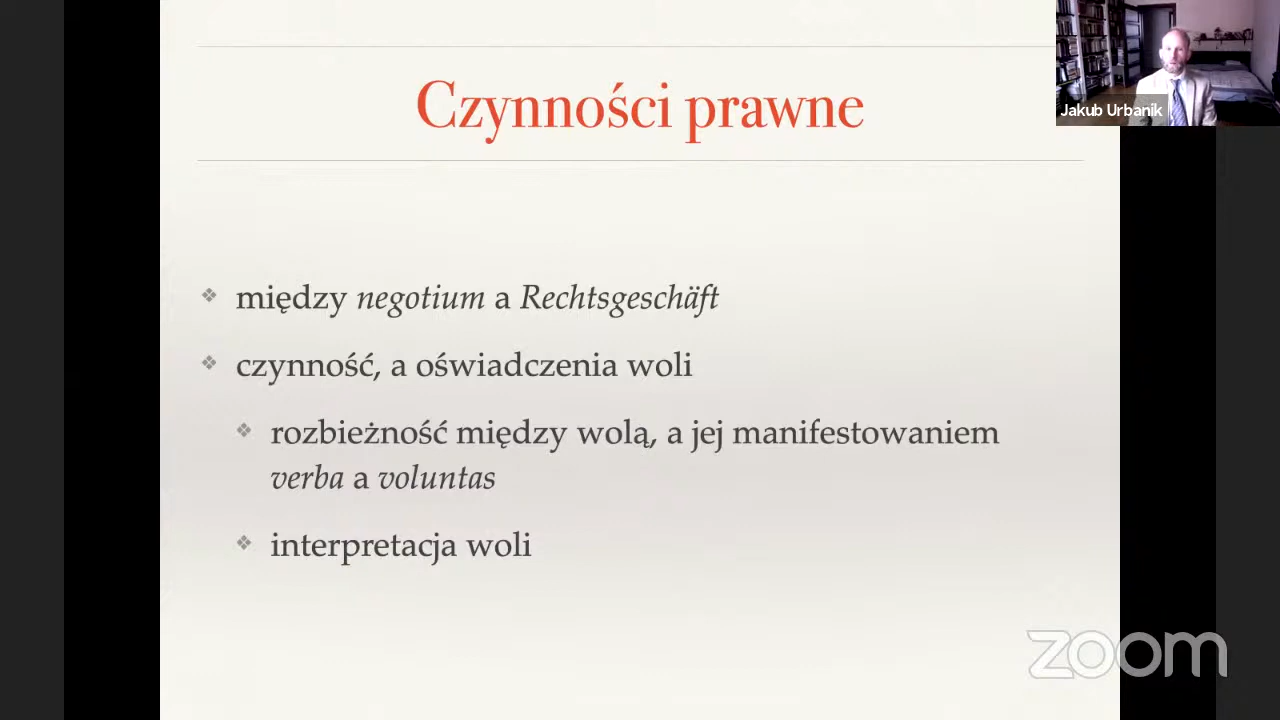 Czynności prawne
Jakub Urbanik
między negotium a Rechtsgeschäft
czynność, a oświadczenia woli
rozbieżność między wolą, a jej manifestowaniem
verba a voluntas
interpretacja woli
zoom